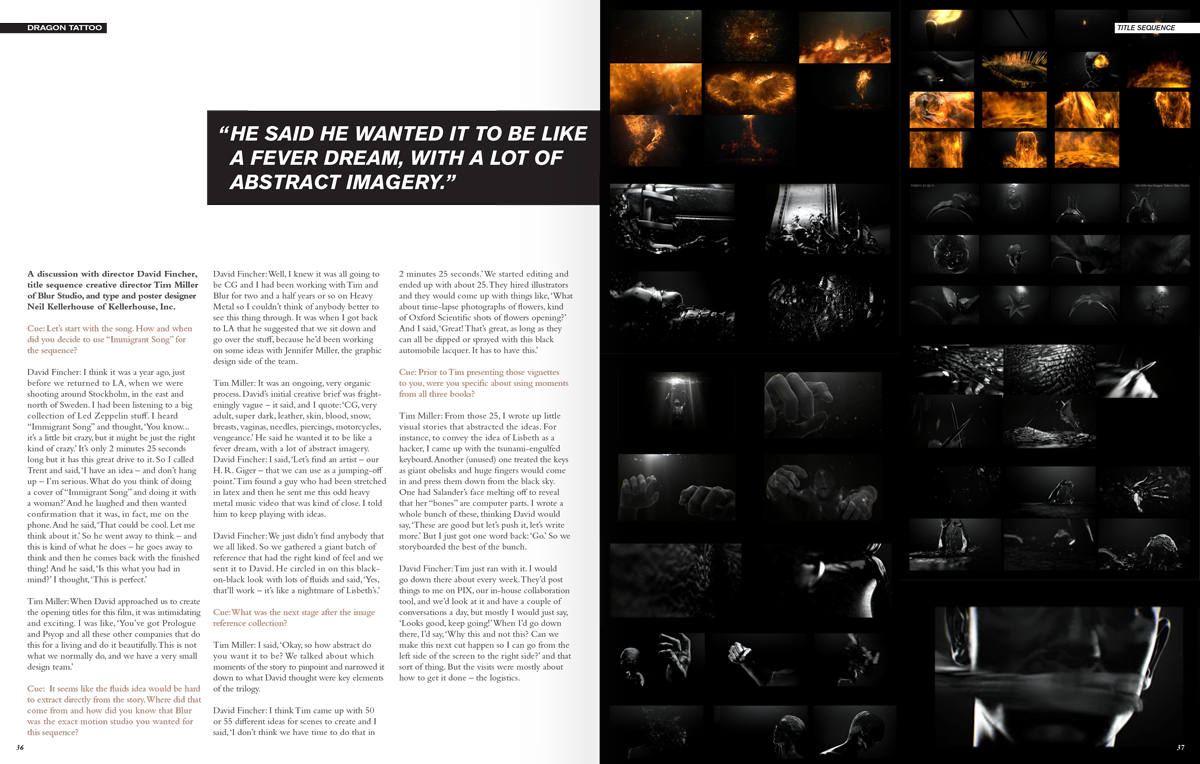 DRAGON TATTOO
TITLE SEQUENCE
“HE SAID HE WANTED IT TO BE LIKE
A FEVER DREAM, WITH A LOT OF
ABSTRACT IMAGERY.”
A discussion with director David Fincher,
title sequence creative director Tim Miller
of Blur Studio, and type and poster designer
Neil Kellerhouse of Kellerhouse, Inc.
Cue: Let’s start with the song. How and when
did you decide to use “Immigrant Song” for
the sequence?
David Fincher: I think it was a year ago, just
before we returned to LA, when we were
shooting around Stockholm, in the east and
north of Sweden. I had been listening to a big
collection of Led Zeppelin stuff. I heard
“Immigrant Song” and thought, ‘You know...
it’s a little bit crazy, but it might be just the right
kind of crazy.’ It’s only 2 minutes 25 seconds
long but it has this great drive to it. So I called
Trent and said, ‘I have an idea – and don’t hang
up – I’m serious. What do you think of doing
a cover of “Immigrant Song” and doing it with
a woman?’ And he laughed and then wanted
confirmation that it was, in fact, me on the
phone. And he said, ‘That could be cool. Let me
think about it.’ So he went away to think – and
this is kind of what he does – he goes away to
think and then he comes back with the finished
thing! And he said, ‘Is this what you had in
mind?’ I thought, ‘This is perfect.’
Tim Miller: When David approached us to create
the opening titles for this film, it was intimidating
and exciting. I was like, ‘You’ve got Prologue
and Psyop and all these other companies that do
this for a living and do it beautifully. This is not
what we normally do, and we have a very small
design team.’
Cue: It seems like the fluids idea would be hard
to extract directly from the story. Where did that
come from and how did you know that Blur
was the exact motion studio you wanted for
this sequence?
David Fincher: Well, I knew it was all going to
be CG and I had been working with Tim and
Blur for two and a half years or so on Heavy
Metal so I couldn’t think of anybody better to
see this thing through. It was when I got back
to LA that he suggested that we sit down and
go over the stuff, because he’d been working
on some ideas with Jennifer Miller, the graphic
design side of the team.
Tim Miller: It was an ongoing, very organic
process. David’s initial creative brief was fright-
eningly vague – it said, and I quote: ‘CG, very
adult, super dark, leather, skin, blood, snow,
breasts, vaginas, needles, piercings, motorcycles,
vengeance.’ He said he wanted it to be like a
fever dream, with a lot of abstract imagery.
David Fincher: I said, ‘Let’s find an artist – our
H. R. Giger – that we can use as a jumping-off
point.’ Tim found a guy who had been stretched
in latex and then he sent me this odd heavy
metal music video that was kind of close. I told
him to keep playing with ideas.
David Fincher: We just didn’t find anybody that
we all liked. So we gathered a giant batch of
reference that had the right kind of feel and we
sent it to David. He circled in on this black-
on-black look with lots of fluids and said, ‘Yes,
that’ll work – it’s like a nightmare of Lisbeth’s.’
Cue: What was the next stage after the image
reference collection?
Tim Miller: I said, ‘Okay, so how abstract do
you want it to be? We talked about which
moments of the story to pinpoint and narrowed it
down to what David thought were key elements
of the trilogy.
David Fincher: I think Tim came up with 50
or 55 different ideas for scenes to create and I
said, ‘I don’t think we have time to do that in
2 minutes 25 seconds.’ We started editing and
ended up with about 25. They hired illustrators
and they would come up with things like, ‘What
about time-lapse photographs of flowers, kind
of Oxford Scientific shots of flowers opening?’
And I said, ‘Great! That’s great, as long as they
can all be dipped or sprayed with this black
automobile lacquer. It has to have this.’
Cue: Prior to Tim presenting those vignettes
to you, were you specific about using moments
from all three books?
Tim Miller: From those 25, I wrote up little
visual stories that abstracted the ideas. For
instance, to convey the idea of Lisbeth as a
hacker, I came up with the tsunami-engulfed
keyboard. Another (unused) one treated the keys
as giant obelisks and huge fingers would come
in and press them down from the black sky.
One had Salander’s face melting off to reveal
that her “bones” are computer parts. I wrote a
whole bunch of these, thinking David would
say, ‘These are good but let’s push it, let’s write
more.’ But I just got one word back: ‘Go.’ So we
storyboarded the best of the bunch.
David Fincher: Tim just ran with it. I would
go down there about every week. They’d post
things to me on PIX, our in-house collaboration
tool, and we’d look at it and have a couple of
conversations a day, but mostly I would just say,
‘Looks good, keep going!’ When I’d go down
there, I’d say, ‘Why this and not this? Can we
make this next cut happen so I can go from the
left side of the screen to the right side?’ and that
sort of thing. But the visits were mostly about
how to get it done – the logistics.
36
37